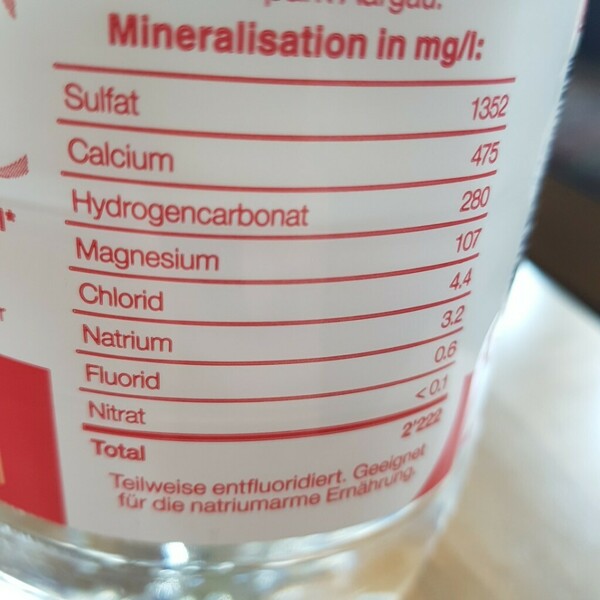 Aargau.
Mineralisation in mg/l:
Sulfat 1352
Calcium 475
Hydrogencarbonat 280
Magnesium 107
Chlorid 4.4
Natrium 3.2
Fluorid 0.6
Nitrat < 0.1
Total 2'222
Teilweise entfluoridiert. Geeignet
für die natriumarme Ernährung.